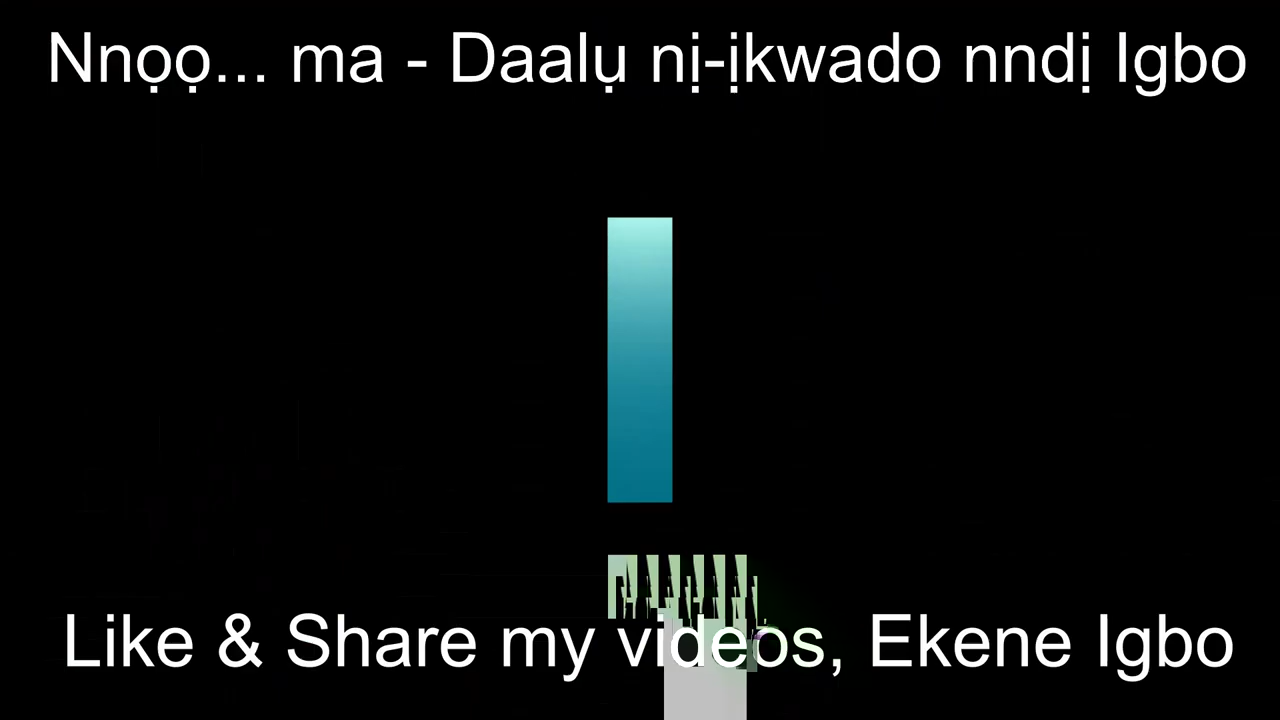 Nnọọ... ma - Daalụ nị-ịkwado nndị Igbo
Like & Share my videos, Ekene Igbo